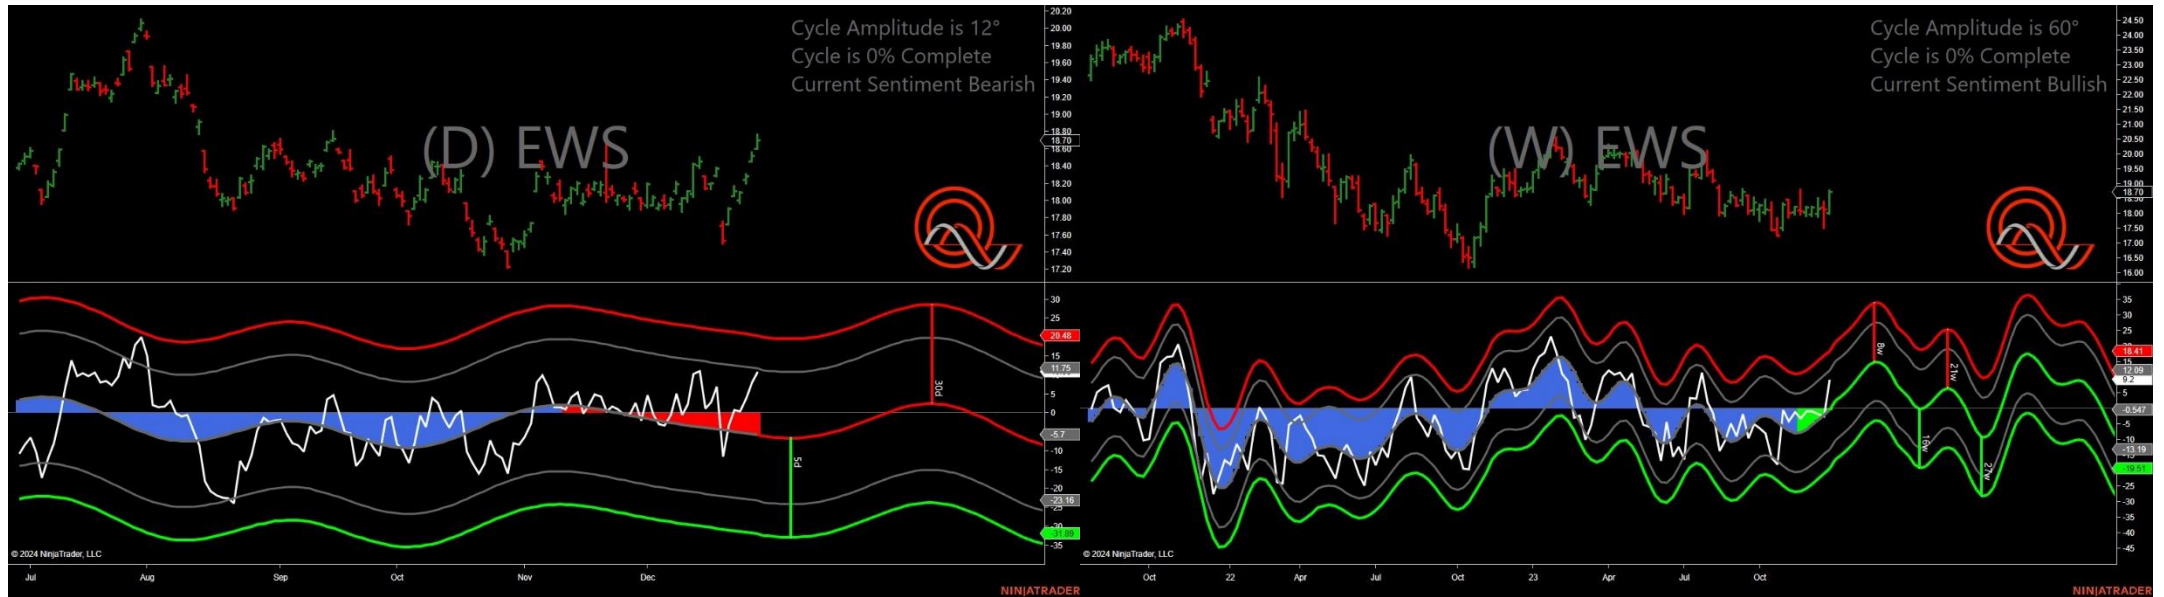 Cycle Amplitude is 12°
Cycle is 0% Complete
Current Sentiment Bearish
(D) EWS
20.20
20.00
19.80
19.60
19.40
19.20
19.00
18.80
18.70
18.60
18.40
18.20
18.00
17.80
17.60
17.40
17.20
30
25
20.48
15
11.75
5
0
-5.7
-10
-15
-20
-23.16
-30
-31.89
-35
30d
5d
© 2024 NinjaTrader, LLC
Jul
Aug
Sep
Oct
Nov
Dec
NINJATRADER
Cycle Amplitude is 60°
Cycle is 0% Complete
Current Sentiment Bullish
(W) EWS
24.50
24.00
23.50
23.00
22.50
22.00
21.50
21.00
20.50
20.00
19.50
19.00
18.70
18.50
18.00
17.50
17.00
16.50
16.00
35
30
25
18.41
15
12.09
9.2
-0.547
-5
-10
-13.19
-19.51
-25
-30
-35
-40
-45
8w
21w
16w
27w
© 2024 NinjaTrader, LLC
Oct
22
Apr
Jul
Oct
23
Apr
Jul
Oct
NINJATRADER